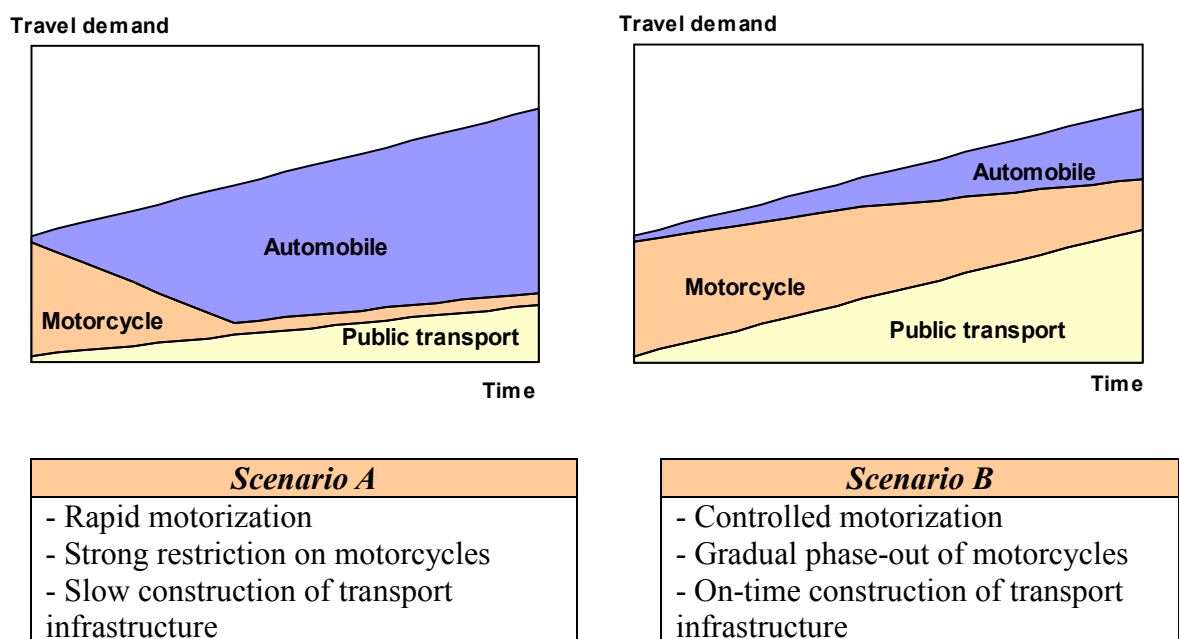 Travel demand
Automobile
Motorcycle
Public transport
Time
Travel demand
Automobile
Motorcycle
Public transport
Time
Scenario A
- Rapid motorization
- Strong restriction on motorcycles
- Slow construction of transport
infrastructure
Scenario B
- Controlled motorization
- Gradual phase-out of motorcycles
- On-time construction of transport
infrastructure